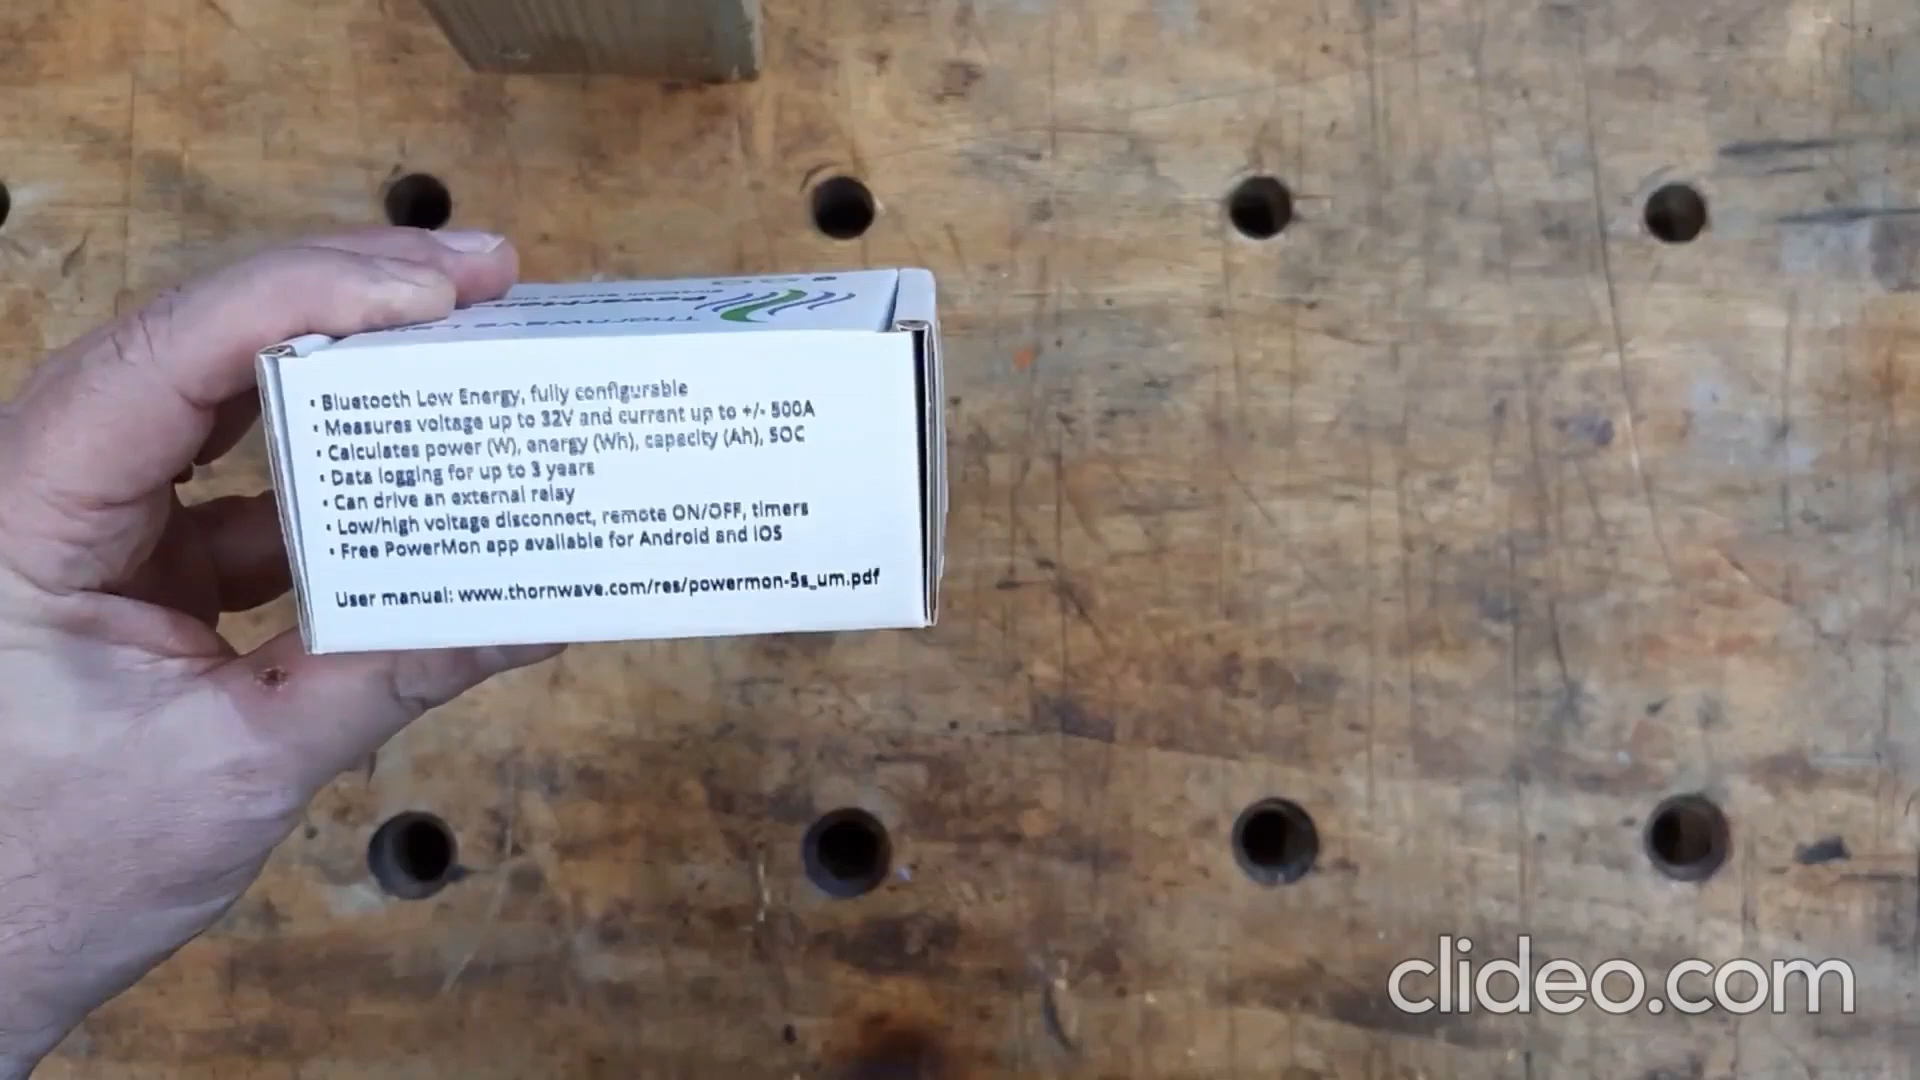 Thornwave
PowerMon
• Bluetooth Low Energy, fully configurable
• Measures voltage up to 32V and current up to +/- 500A
• Calculates power (W), energy (Wh), capacity (Ah), SOC
• Data logging for up to 3 years
• Can drive an external relay
• Low/high voltage disconnect, remote ON/OFF, timers
• Free PowerMon app available for Android and iOS
User manual: www.thornwave.com/res/powermon-5s_um.pdf
clideo.com